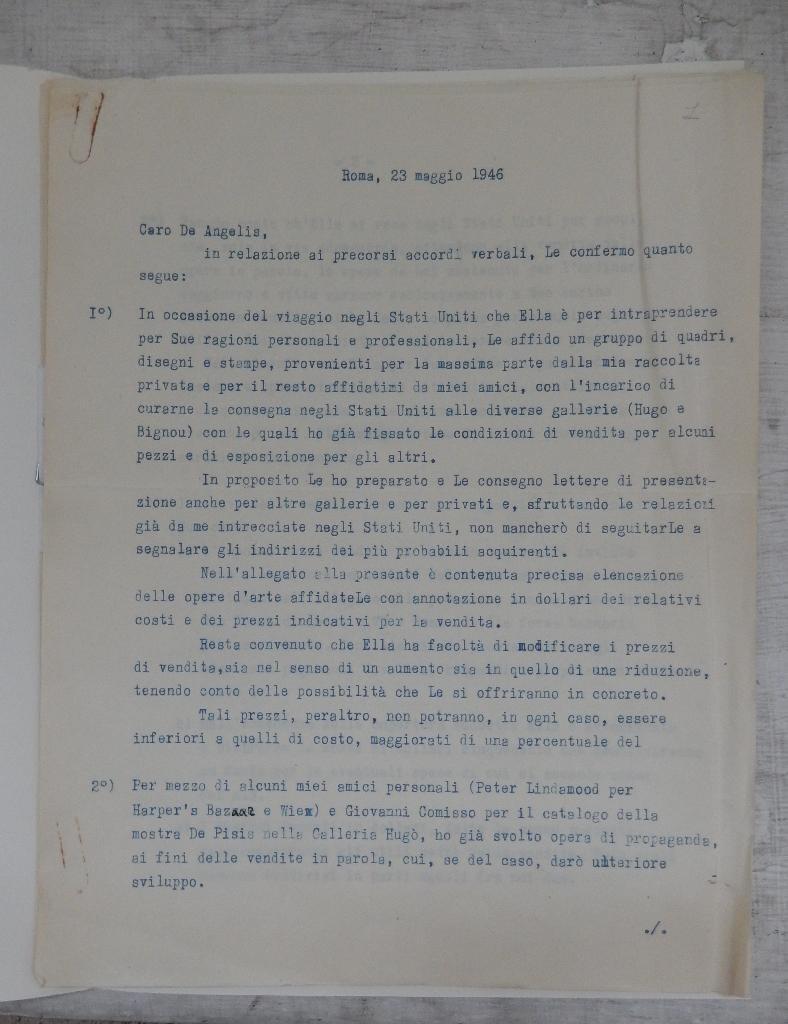 Roma, 23 maggio 1946
Caro De Angelis,
in relazione ai precorsi accordi verbali, Le confermo quanto
segue:
I°) In occasione del viaggio negli Stati Uniti che Ella è per intraprendere
per Sue ragioni personali e professionali, Le affido un gruppo di quadri,
disegni e stampe, provenienti per la massima parte dalla mia raccolta
privata e per il resto affidatimi da miei amici, con l'incarico di
curarne la consegna negli Stati Uniti alle diverse gallerie (Hugo e
Bignou) con le quali ho già fissato le condizioni di vendita per alcuni
pezzi e di esposizione per gli altri.
In proposito Le ho preparato e Le consegno lettere di presenta-
zione anche per altre gallerie e per privati e, sfruttando le relazioni
già da me intrecciate negli Stati Uniti, non mancherò di seguitarLe a
segnalare gli indirizzi dei più probabili acquirenti.
Nell'allegato alla presente è contenuta precisa elencazione
delle opere d'arte affidateLe con annotazione in dollari dei relativi
costi e dei prezzi indicativi per la vendita.
Resta convenuto che Ella ha facoltà di modificare i prezzi
di vendita,sia nel senso di un aumento sia in quello di una riduzione,
tenendo conto delle possibilità che Le si offriranno in concreto.
Tali prezzi, peraltro, non potranno, in ogni caso, essere
inferiori a quelli di costo, maggiorati di una percentuale del
2°) Per mezzo di alcuni miei amici personali (Peter Lindamood per
Harper's Bazaar e Wiew) e Giovanni Comisso per il catalogo della
mostra De Pisis nella Galleria Hugò, ho già svolto opera di propaganda,
ai fini delle vendite in parola, cui, se del caso, darò ulteriore
sviluppo.
./.